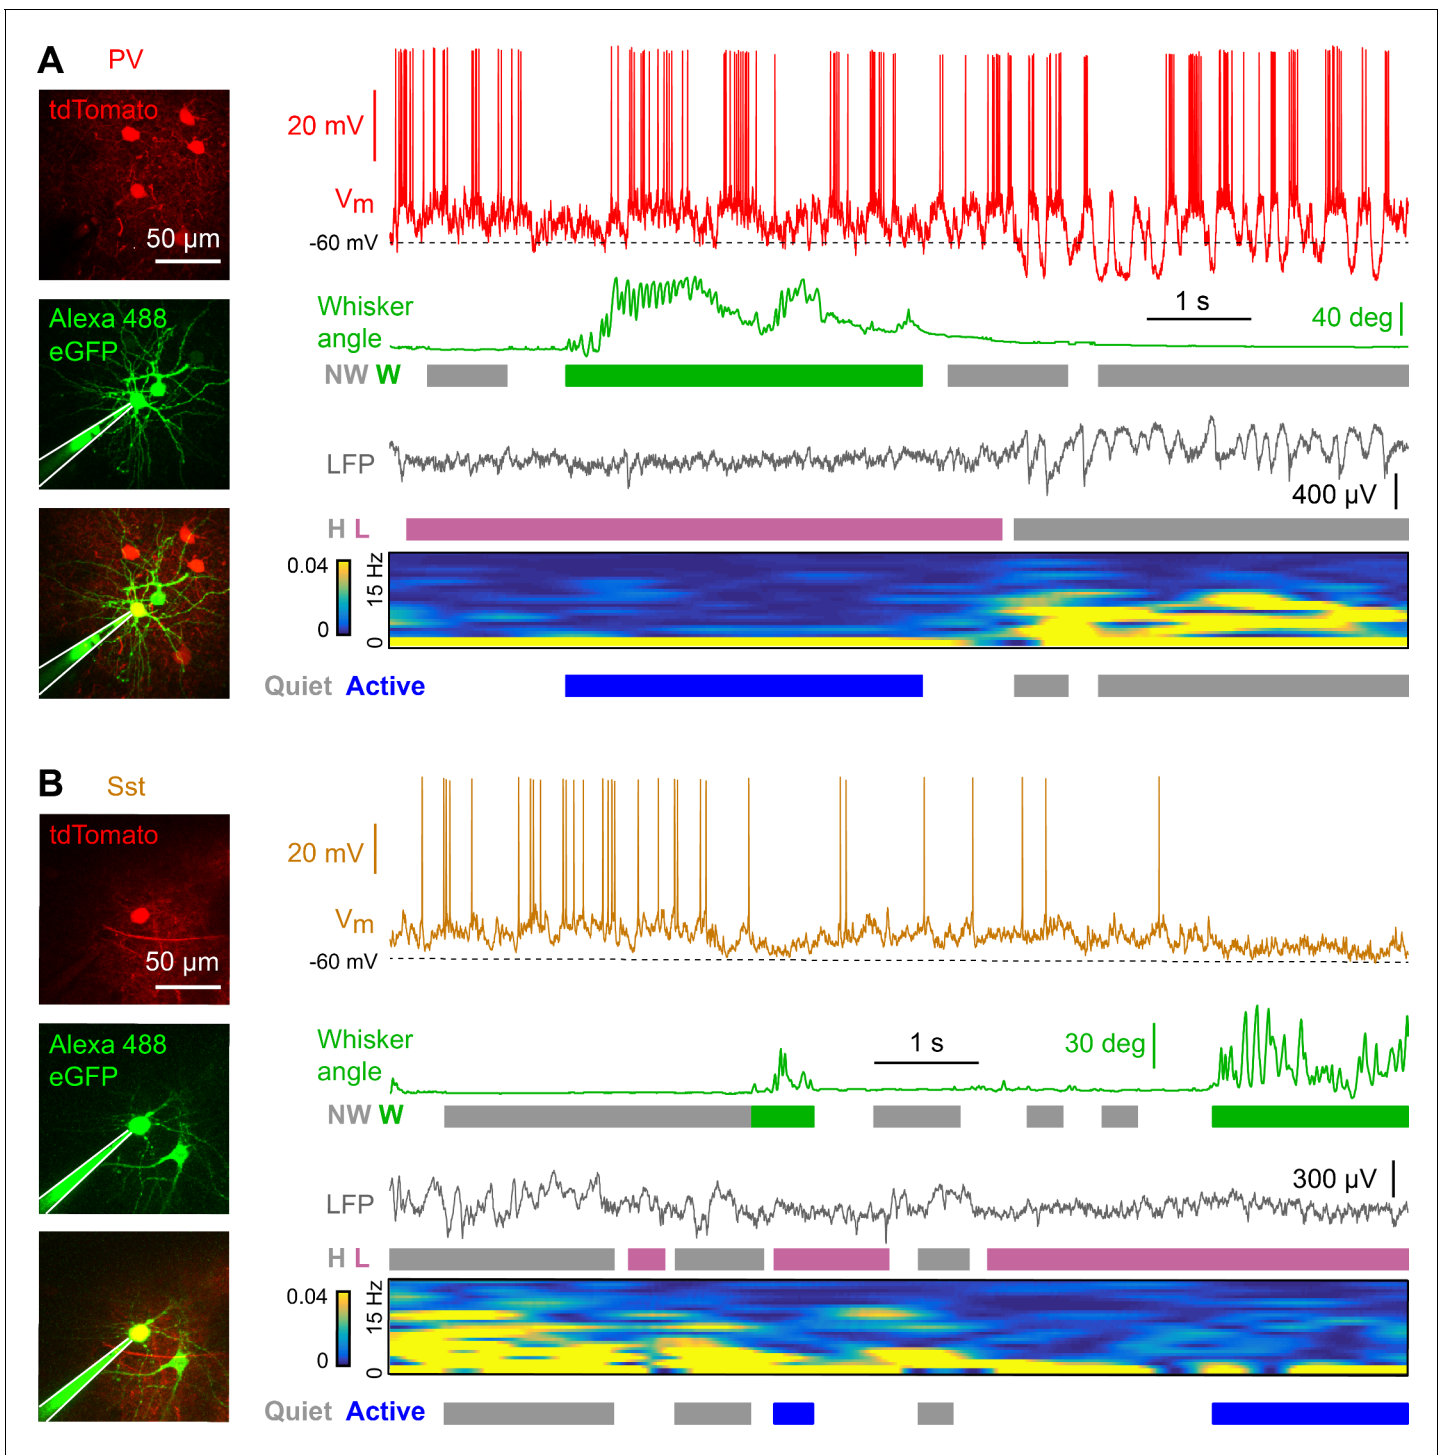 A PV
tdTomato
50 µm
Alexa 488
eGFP
20 mV
Vm
-60 mV
Whisker
angle
1 s
40 deg
NW W
LFP
400 µV
H L
0.04
0
15 Hz
0
Quiet Active
B Sst
tdTomato
50 µm
Alexa 488
eGFP
20 mV
Vm
-60 mV
Whisker
angle
1 s
30 deg
NW W
LFP
300 µV
H L
0.04
0
15 Hz
0
Quiet Active